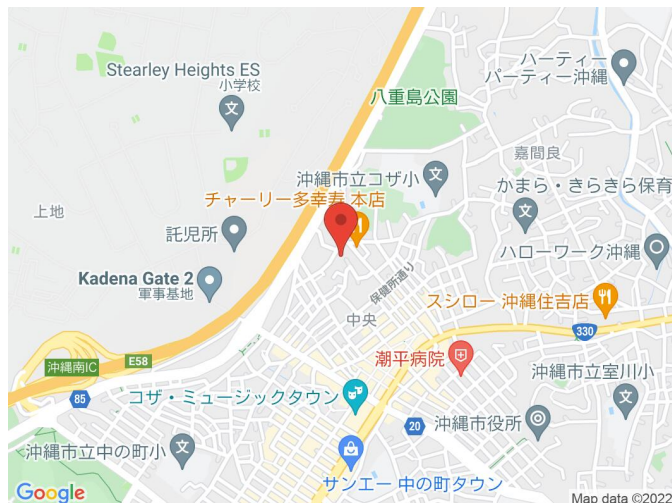 ハーティー
パーティー沖縄
Stearley Heights ES
小学校
八重島公園
嘉間良
沖縄市立コザ小
かまら・きらきら保育
チャーリー多幸寿 本店
上地
託児所
ハローワーク沖縄
Kadena Gate 2
軍事基地
保健所通り
スシロー 沖縄住吉店
中央
330
沖縄南IC
E58
潮平病院
沖縄市立室川小
85
コザ・ミュージックタウン
20
沖縄市役所
沖縄市立中の町小
サンエー 中の町タウン
Google
Map data ©2022